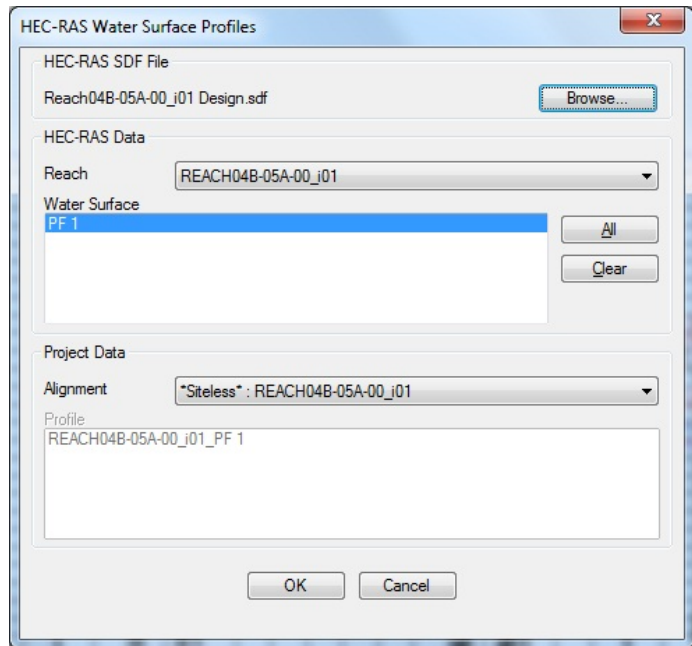 HEC-RAS Water Surface Profiles
HEC-RAS SDF File
Reach04B-05A-00_i01 Design.sdf
Browse...
HEC-RAS Data
Reach
REACH04B-05A-00_i01
Water Surface
PF 1
All
Clear
Project Data
Alignment
*Siteless* : REACH04B-05A-00_i01
Profile
REACH04B-05A-00_i01_PF 1
OK
Cancel